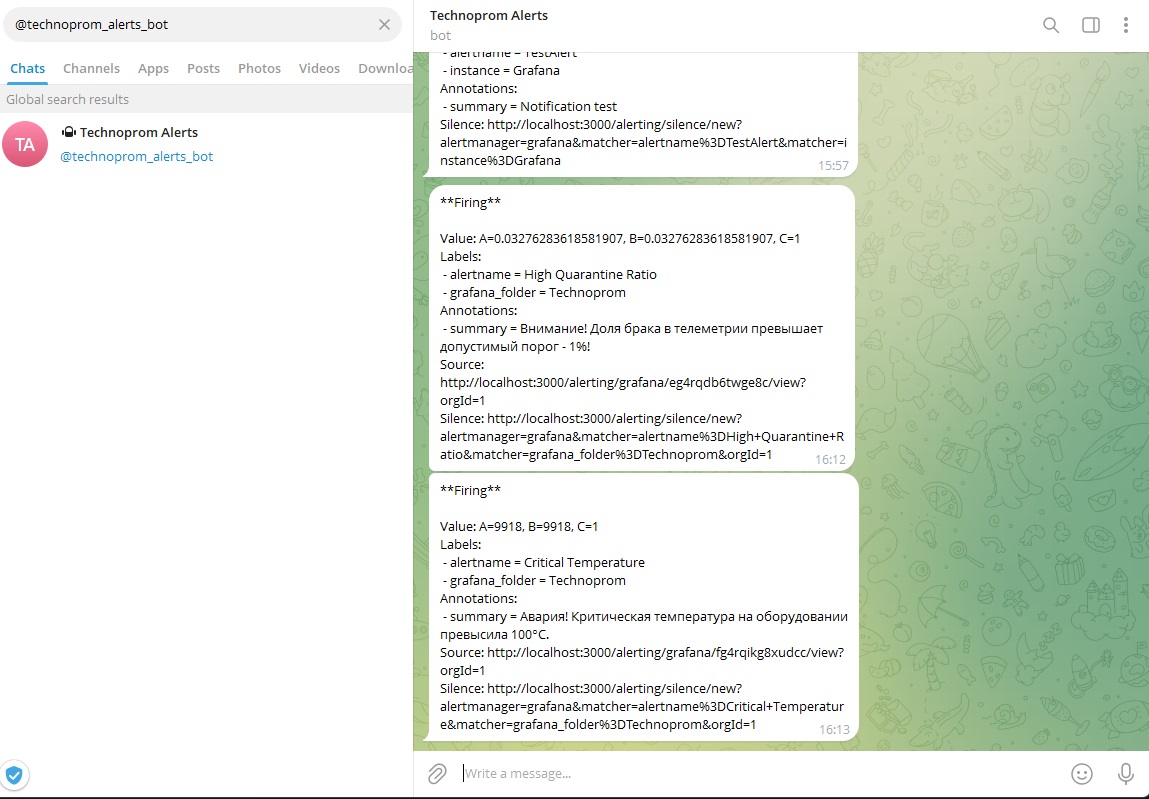 @technoprom_alerts_bot
Chats Channels Apps Posts Photos Videos Downloa
Global search results
TA
Technoprom Alerts
@technoprom_alerts_bot
Technoprom Alerts
bot
- alertname = TestAlert
- instance = Grafana
Annotations:
- summary = Notification test
Silence: http://localhost:3000/alerting/silence/new?
alertmanager=grafana&matcher=alertname%3DTestAlert&matcher=i
nstance%3DGrafana
15:57
**Firing**
Value: A=0.03276283618581907, B=0.03276283618581907, C=1
Labels:
- alertname = High Quarantine Ratio
- grafana_folder = Technoprom
Annotations:
- summary = Внимание! Доля брака в телеметрии превышает
допустимый порог - 1%!
Source:
http://localhost:3000/alerting/grafana/eg4rqdb6twge8c/view?
orgId=1
Silence: http://localhost:3000/alerting/silence/new?
alertmanager=grafana&matcher=alertname%3DHigh+Quarantine+R
atio&matcher=grafana_folder%3DTechnoprom&orgId=1
16:12
**Firing**
Value: A=9918, B=9918, C=1
Labels:
- alertname = Critical Temperature
- grafana_folder = Technoprom
Annotations:
- summary = Авария! Критическая температура на оборудовании
превысила 100°C.
Source: http://localhost:3000/alerting/grafana/fg4rqikg8xudcc/view?
orgId=1
Silence: http://localhost:3000/alerting/silence/new?
alertmanager=grafana&matcher=alertname%3DCritical+Temperatur
e&matcher=grafana_folder%3DTechnoprom&orgId=1
16:13
Write a message...